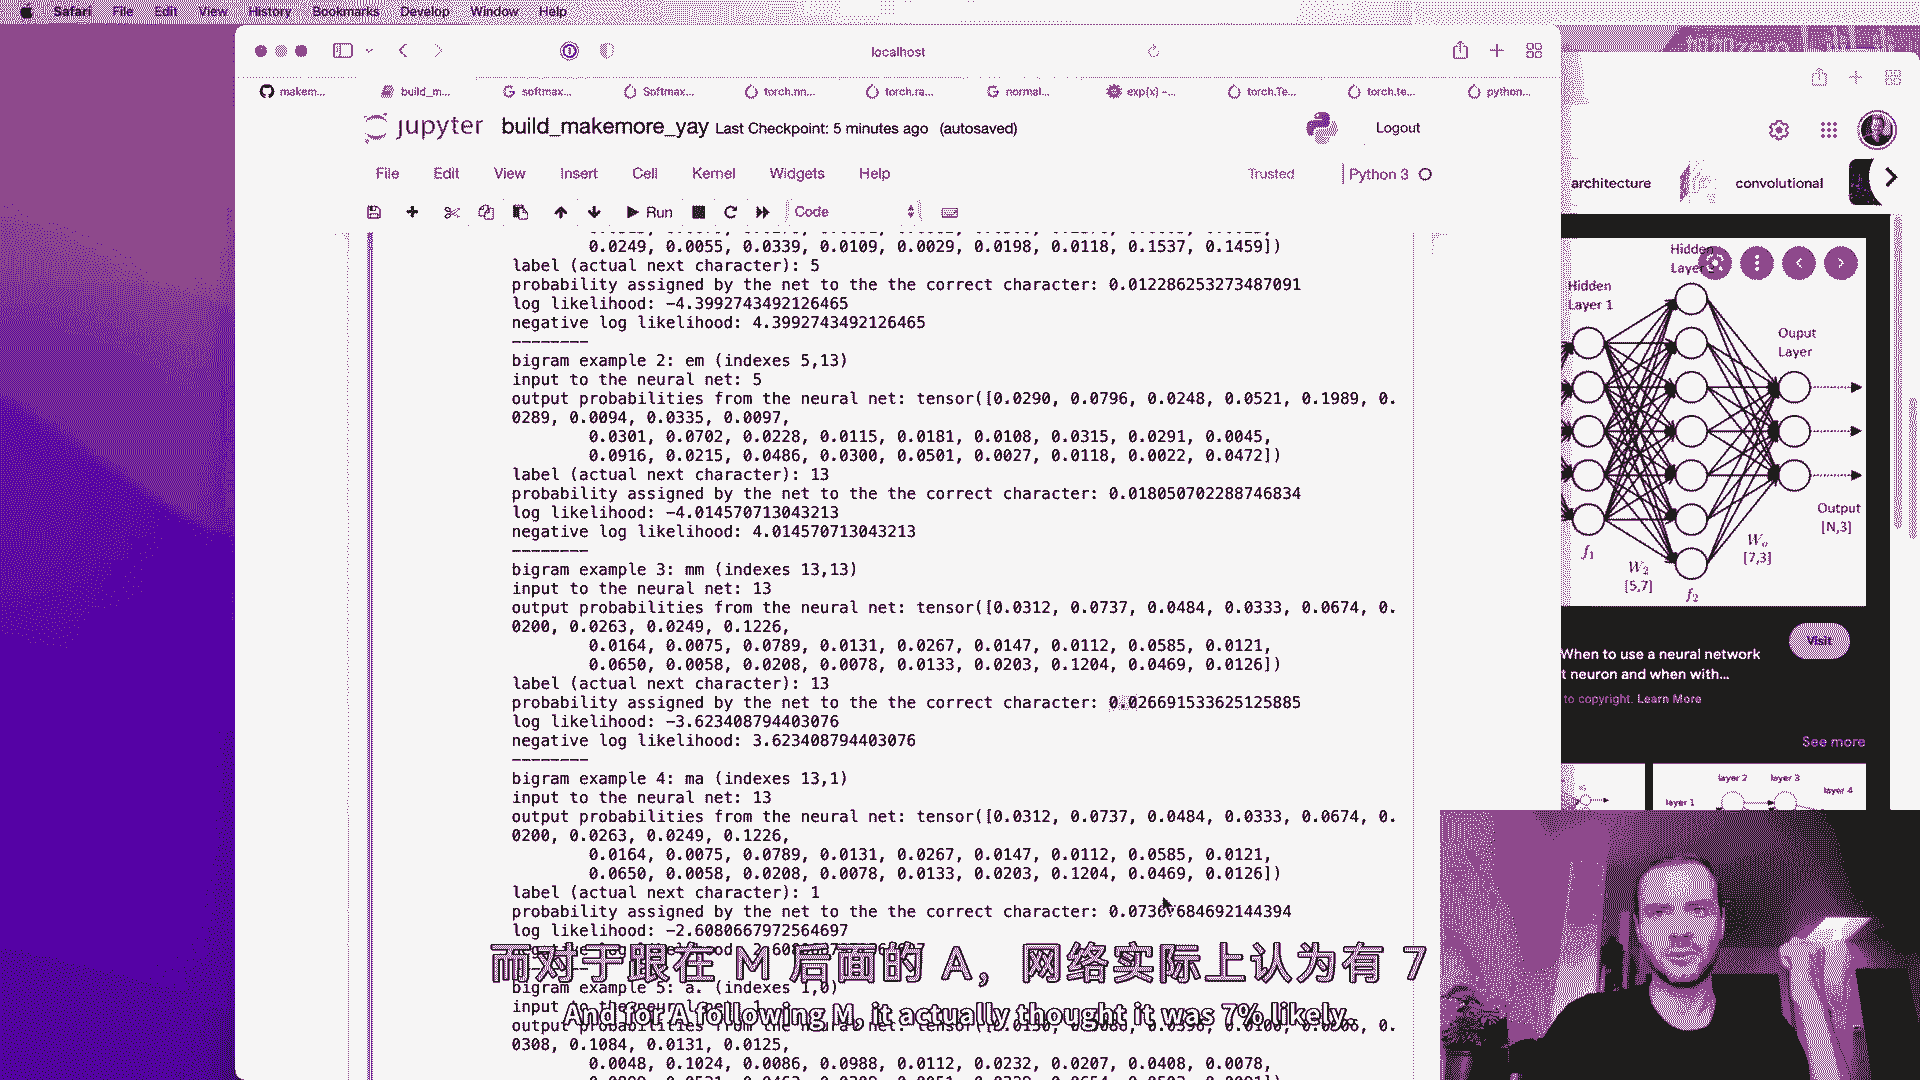 Safari File Edit View History Bookmarks Develop Window Help
localhost
makem... build_m... softmax... Softmax... torch.nn... torch.ra... normal... exp(x) -... torch.Te... torch.te... python...
jupyter build_makemore_yay Last Checkpoint: 5 minutes ago (autosaved)
Logout
File Edit View Insert Cell Kernel Widgets Help
Trusted Python 3
Run Code
0.0249, 0.0055, 0.0339, 0.0109, 0.0029, 0.0198, 0.0118, 0.1537, 0.1459])
label (actual next character): 5
probability assigned by the net to the the correct character: 0.012286253273487091
log likelihood: -4.3992743492126465
negative log likelihood: 4.3992743492126465
--------
bigram example 2: em (indexes 5,13)
input to the neural net: 5
output probabilities from the neural net: tensor([0.0290, 0.0796, 0.0248, 0.0521, 0.1989, 0.
0289, 0.0094, 0.0335, 0.0097,
0.0301, 0.0702, 0.0228, 0.0115, 0.0181, 0.0108, 0.0315, 0.0291, 0.0045,
0.0916, 0.0215, 0.0486, 0.0300, 0.0501, 0.0027, 0.0118, 0.0022, 0.0472])
label (actual next character): 13
probability assigned by the net to the the correct character: 0.018050702288746834
log likelihood: -4.014570713043213
negative log likelihood: 4.014570713043213
--------
bigram example 3: mm (indexes 13,13)
input to the neural net: 13
output probabilities from the neural net: tensor([0.0312, 0.0737, 0.0484, 0.0333, 0.0674, 0.
0200, 0.0263, 0.0249, 0.1226,
0.0164, 0.0075, 0.0789, 0.0131, 0.0267, 0.0147, 0.0112, 0.0585, 0.0121,
0.0650, 0.0058, 0.0208, 0.0078, 0.0133, 0.0203, 0.1204, 0.0469, 0.0126])
label (actual next character): 13
probability assigned by the net to the the correct character: 0.026691533625125885
log likelihood: -3.623408794403076
negative log likelihood: 3.623408794403076
--------
bigram example 4: ma (indexes 13,1)
input to the neural net: 13
output probabilities from the neural net: tensor([0.0312, 0.0737, 0.0484, 0.0333, 0.0674, 0.
0200, 0.0263, 0.0249, 0.1226,
0.0164, 0.0075, 0.0789, 0.0131, 0.0267, 0.0147, 0.0112, 0.0585, 0.0121,
0.0650, 0.0058, 0.0208, 0.0078, 0.0133, 0.0203, 0.1204, 0.0469, 0.0126])
label (actual next character): 1
probability assigned by the net to the the correct character:
log likelihood: -2.6080667972564697
而对于跟在 M 后面的 A，网络实际上认为有 7
bigram example 5: a. (indexes 1,0)
And for A following M, it actually thought it was 7% likely.
0308, 0.1084, 0.0131, 0.0125,
0.0048, 0.1024, 0.0086, 0.0988, 0.0112, 0.0232, 0.0207, 0.0408, 0.0078,
architecture convolutional
Hidden
Layer
Hidden
Layer 1
Ouput
Layer
Output
[N,3]
f1
W2
[5,7]
f2
Wo
[7,3]
Visit
When to use a neural network
t neuron and when with...
to copyright. Learn More
See more
layer 1 layer 2 layer 3 layer 4